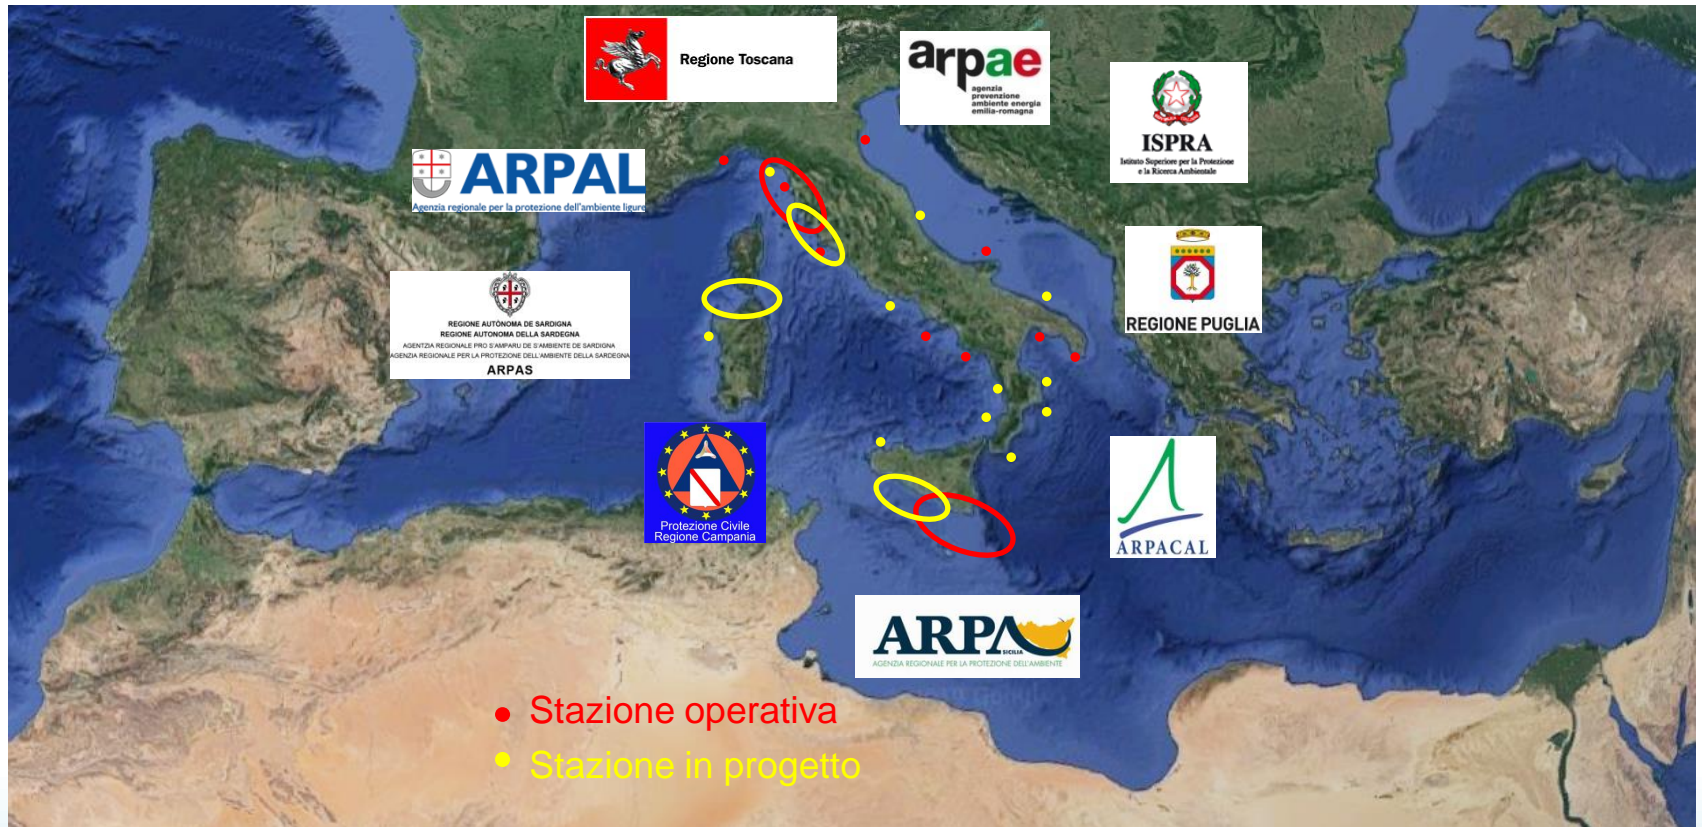 Regione Toscana
arpae
agenzia
prevenzione
ambiente energia
emilia-romagna
ISPRA
Istituto Superiore per la Protezione
e la Ricerca Ambientale
ARPAL
Agenzia regionale per la protezione dell'ambiente ligure
REGIONE PUGLIA
REGIONE AUTÒNOMA DE SARDIGNA
REGIONE AUTONOMA DELLA SARDEGNA
AGENTZIA REGIONALE PRO S'AMPARU DE S'AMBIENTE DE SARDIGNA
AGENZIA REGIONALE PER LA PROTEZIONE DELL'AMBIENTE DELLA SARDEGNA
ARPAS
Protezione Civile
Regione Campania
ARPACAL
ARPA
SICILIA
AGENZIA REGIONALE PER LA PROTEZIONE DELL'AMBIENTE
Stazione operativa
Stazione in progetto